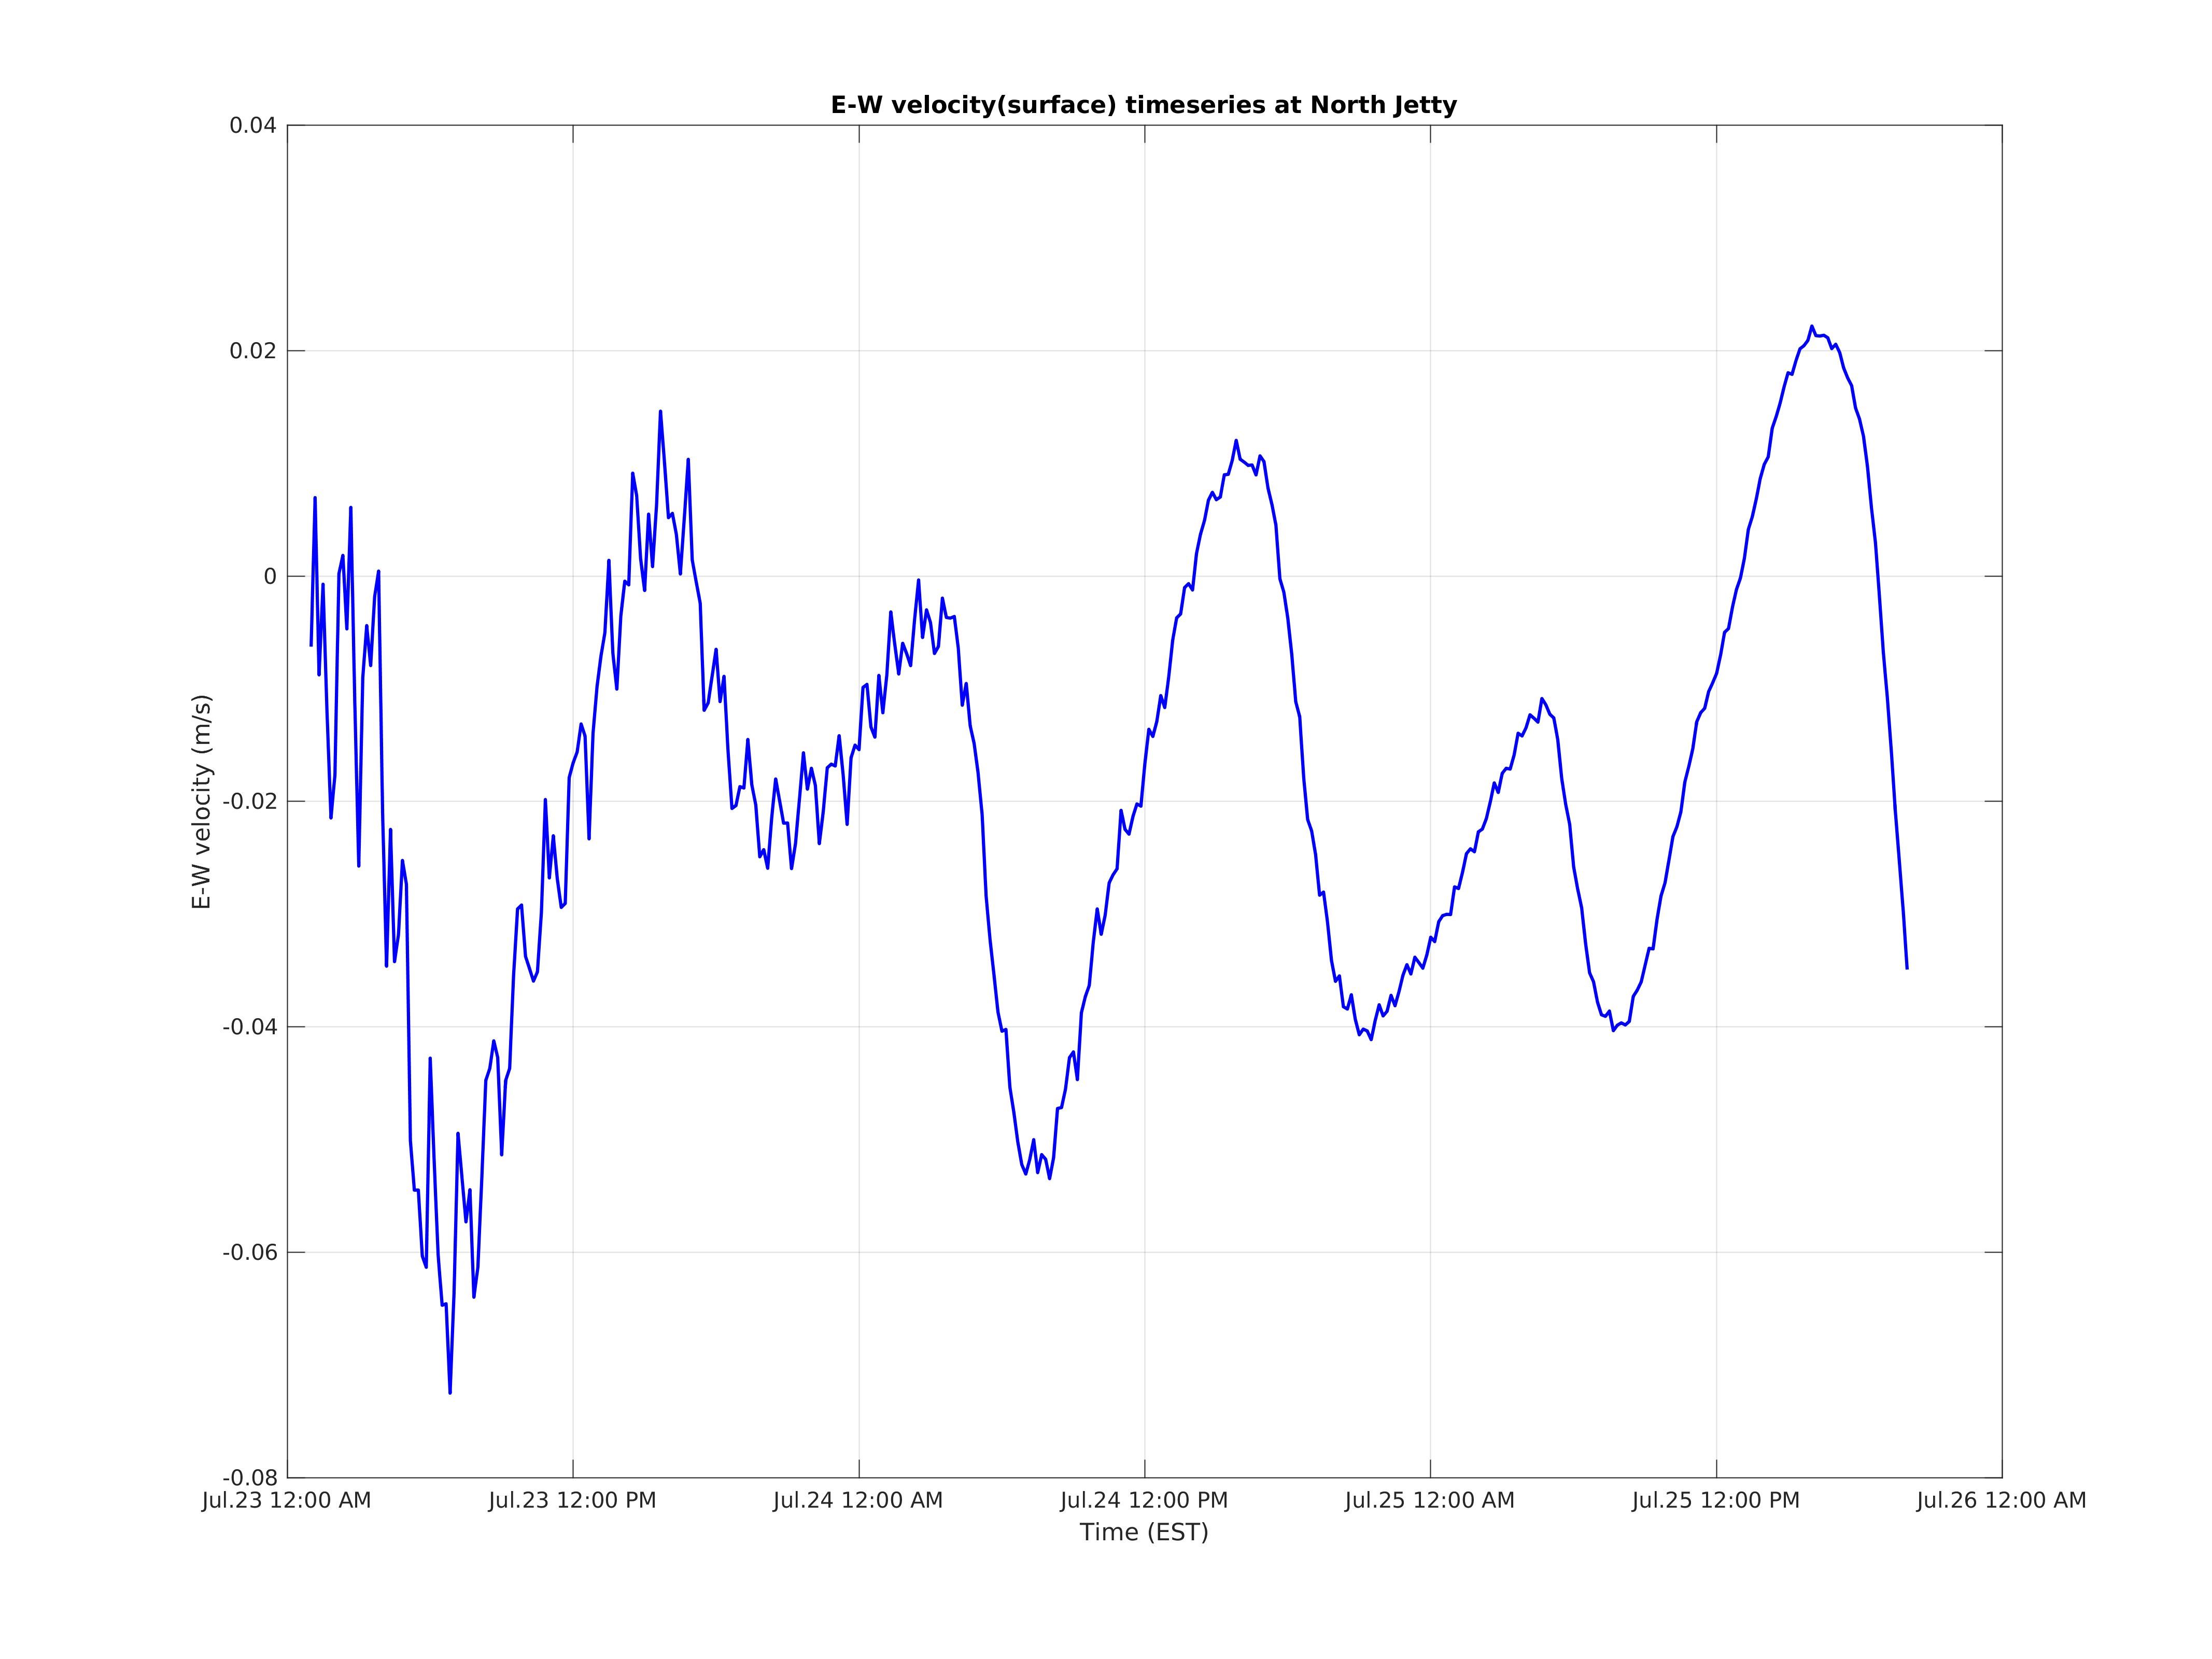 E-W velocity(surface) timeseries at North Jetty
0.04
0.02
0
-0.02
-0.04
-0.06
-0.08
E-W velocity (m/s)
Jul.23 12:00 AM
Jul.23 12:00 PM
Jul.24 12:00 AM
Jul.24 12:00 PM
Jul.25 12:00 AM
Jul.25 12:00 PM
Jul.26 12:00 AM
Time (EST)